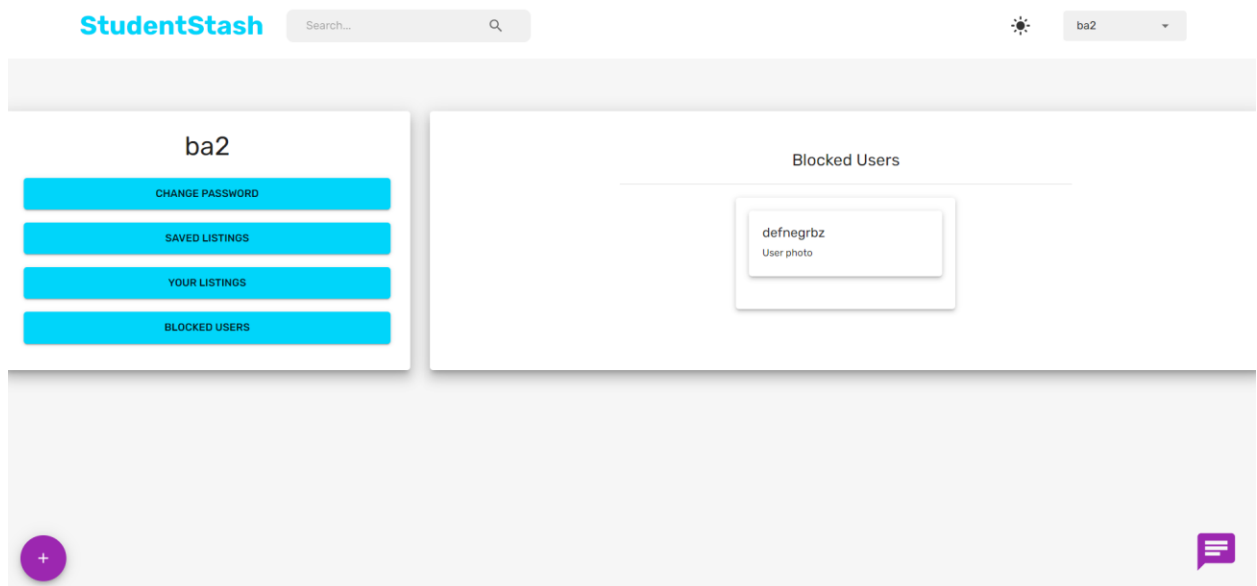 StudentStash
Search...
ba2
ba2
CHANGE PASSWORD
SAVED LISTINGS
YOUR LISTINGS
BLOCKED USERS
Blocked Users
defnegrbz
User photo
+